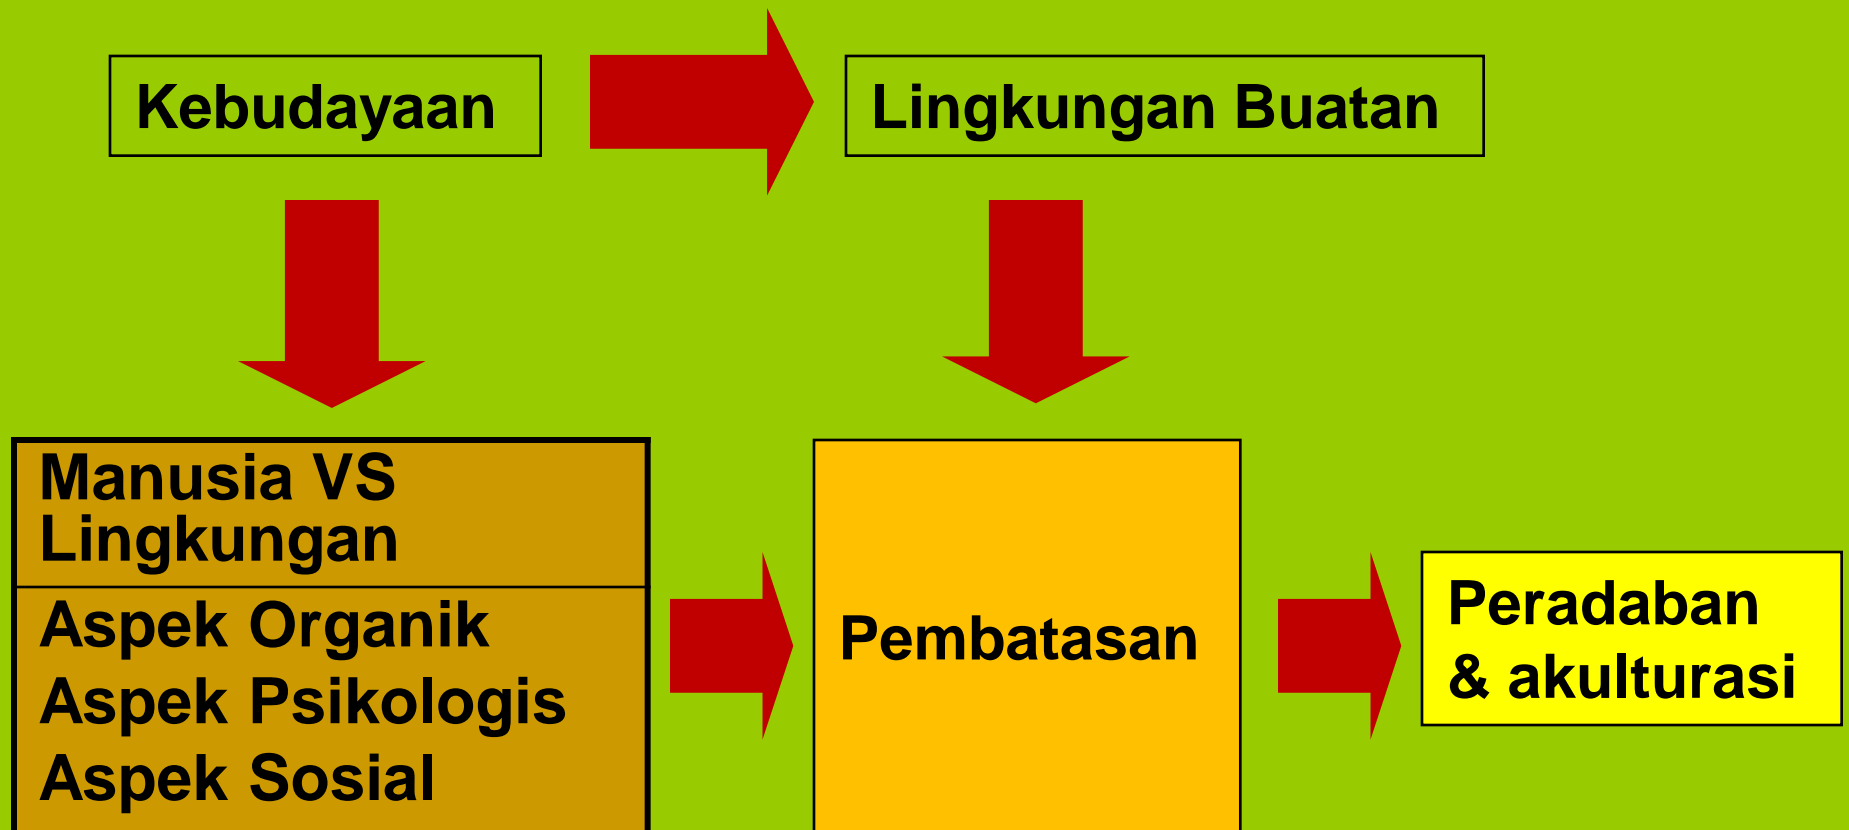 Kebudayaan
Lingkungan Buatan
Manusia VS
Lingkungan
Aspek Organik
Aspek Psikologis
Aspek Sosial
Pembatasan
Peradaban
& akulturasi